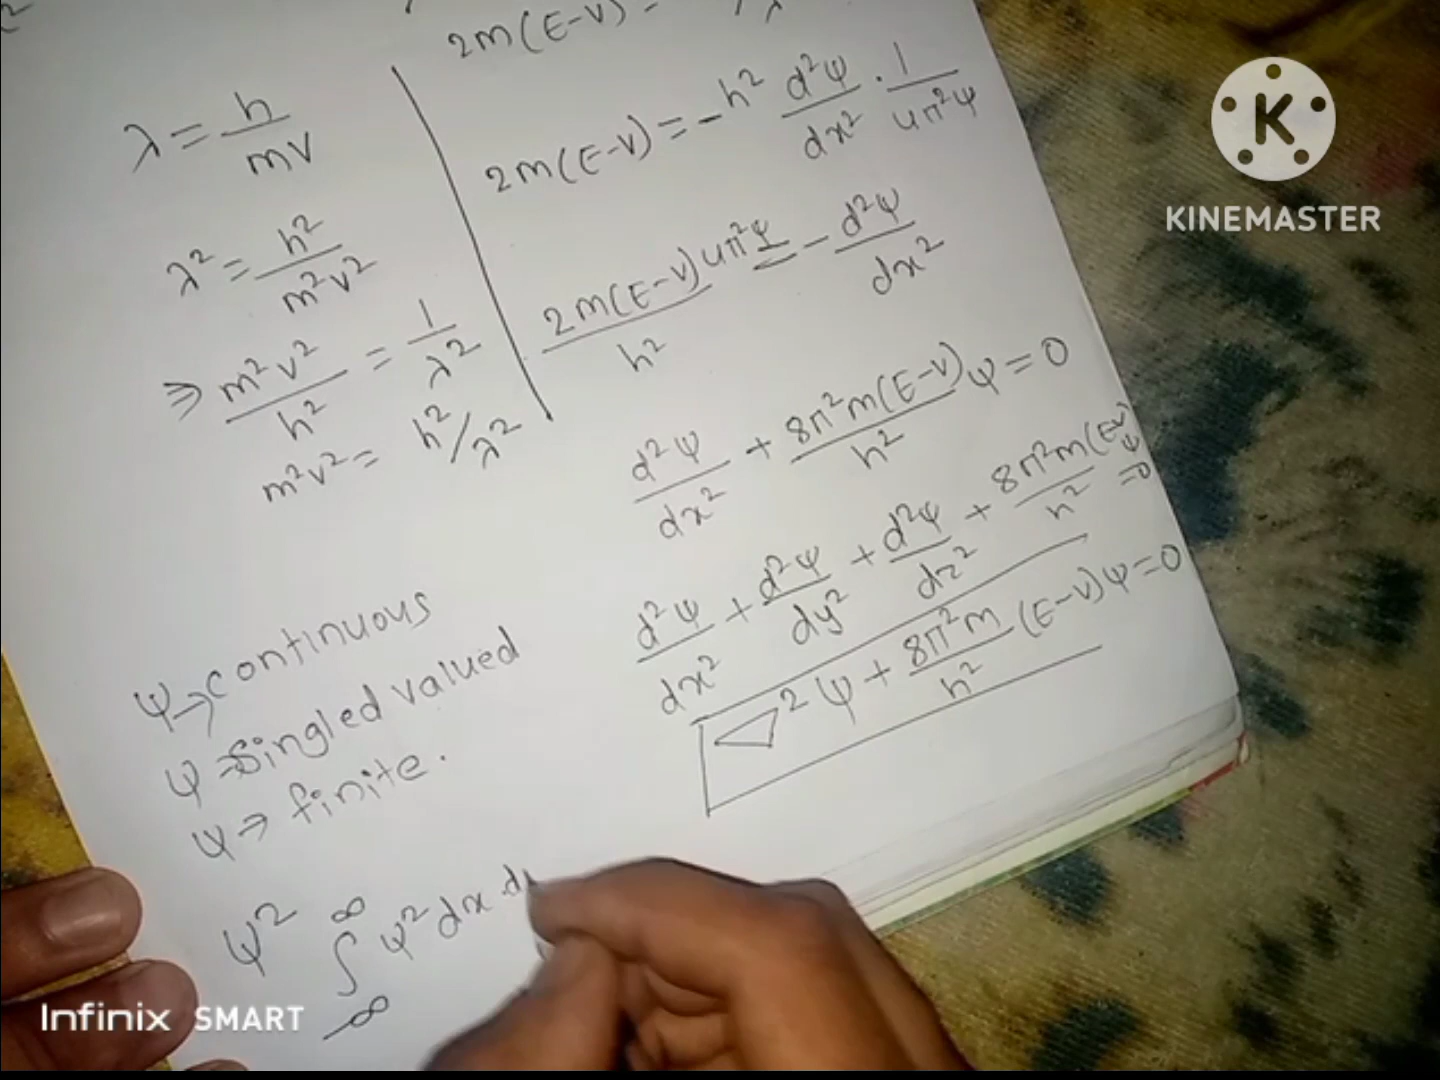 2m(E-V)
λ = h/mv
λ² = h²/m²v²
⇒ m²v²/h² = 1/λ²
m²v² = h²/λ²
2m(E-V) = -h² d²ψ/dx² · 1/4π²ψ
2m(E-V)4π²ψ/h² = - d²ψ/dx²
d²ψ/dx² + 8π²m(E-V)/h² ψ = 0
d²ψ/dx² + d²ψ/dy² + d²ψ/dz² + 8π²m(E-V)/h² ψ = 0
∇²ψ + 8π²m/h² (E-V)ψ = 0
ψ → continuous
ψ → singled valued
ψ → finite.
ψ² ∫ ∞ -∞ ψ² dx · d
K
KINEMASTER
Infinix SMART